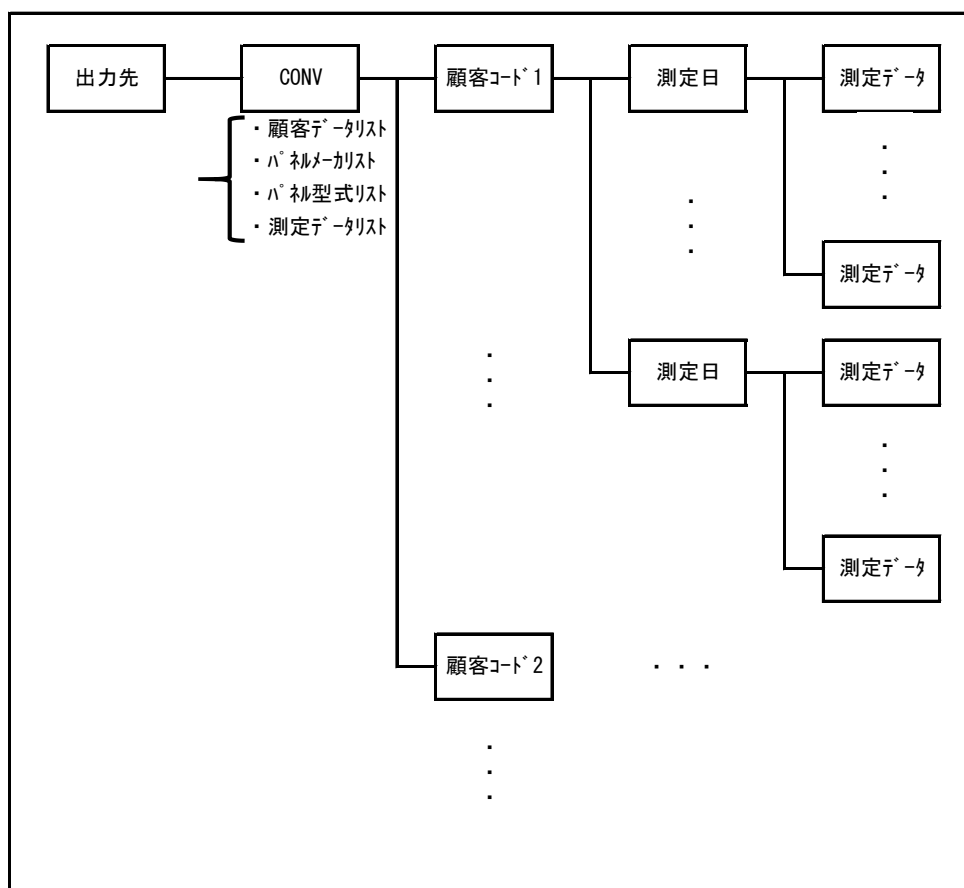 出力先
CONV
顧客ｺｰﾄﾞ1
測定日
測定ﾃﾞｰﾀ
・顧客ﾃﾞｰﾀﾘｽﾄ
・ﾊﾟﾈﾙﾒｰｶﾘｽﾄ
・ﾊﾟﾈﾙ型式ﾘｽﾄ
・測定ﾃﾞｰﾀﾘｽﾄ
測定ﾃﾞｰﾀ
測定日
測定ﾃﾞｰﾀ
測定ﾃﾞｰﾀ
顧客ｺｰﾄﾞ2
・・・